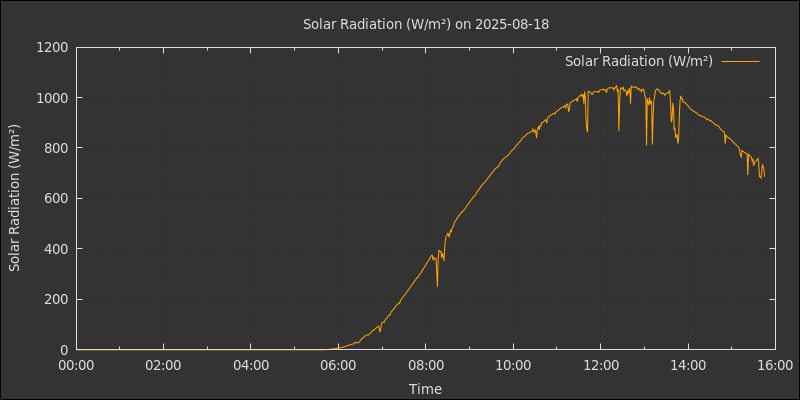 Solar Radiation (W/m²) on 2025-08-18
Solar Radiation (W/m²)
Solar Radiation (W/m²)
1200
1000
800
600
400
200
0
00:00 02:00 04:00 06:00 08:00 10:00 12:00 14:00 16:00
Time